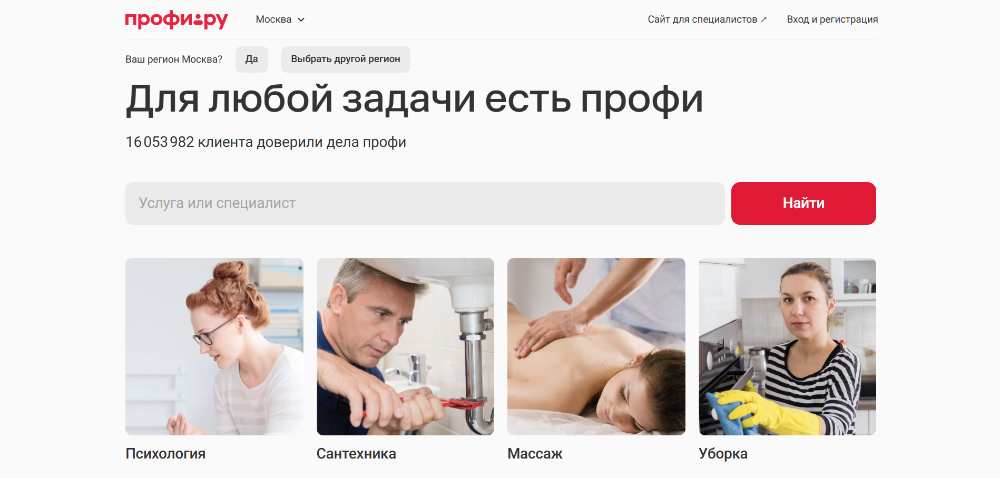 профи.ру
Москва
Сайт для специалистов ↗
Вход и регистрация
Ваш регион Москва?
Да
Выбрать другой регион
Для любой задачи есть профи
16 053 982 клиента доверили дела профи
Услуга или специалист
Найти
Психология
Сантехника
Массаж
Уборка